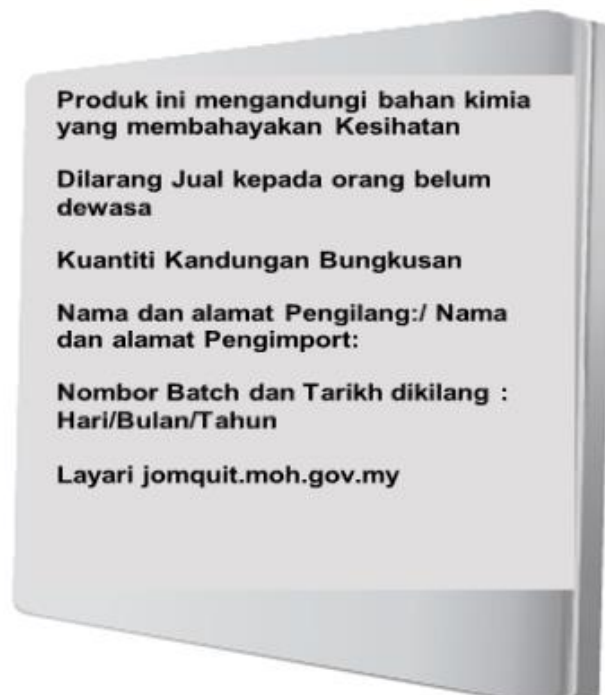 Produk ini mengandungi bahan kimia
yang membahayakan Kesihatan
Dilarang Jual kepada orang belum
dewasa
Kuantiti Kandungan Bungkusan
Nama dan alamat Pengilang:/ Nama
dan alamat Pengimport:
Nombor Batch dan Tarikh dikilang :
Hari/Bulan/Tahun
Layari jomquit.moh.gov.my